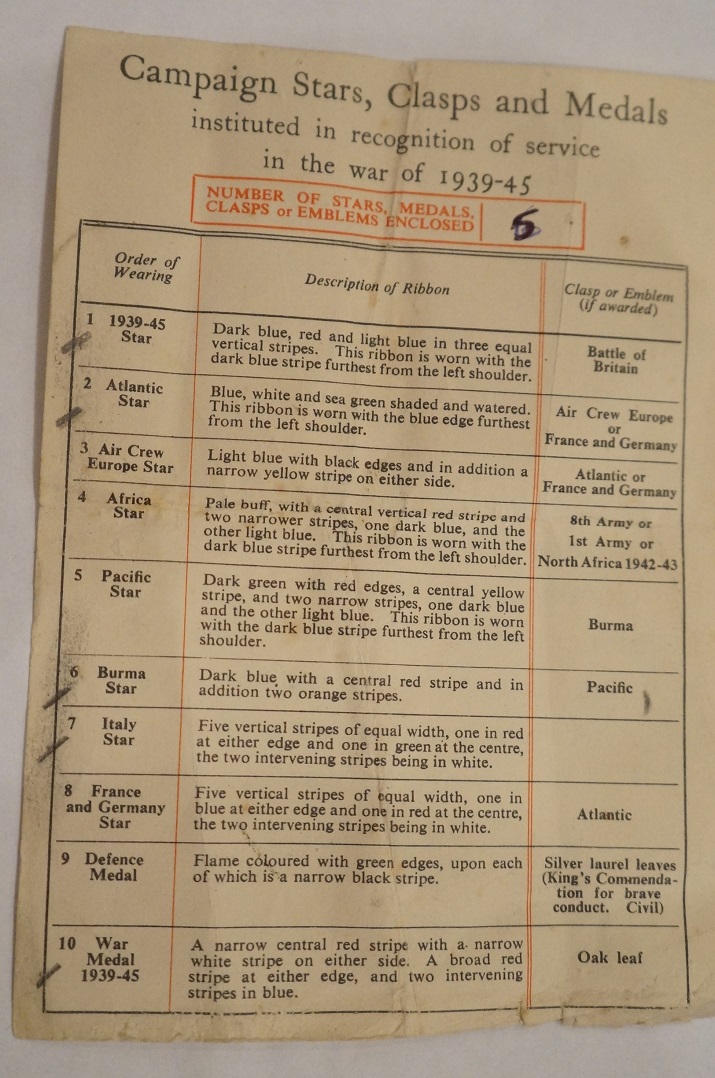 Campaign Stars, Clasps and Medals
instituted in recognition of service
in the war of 1939-45
NUMBER OF STARS, MEDALS,
CLASPS or EMBLEMS ENCLOSED
Order of
Wearing
Description of Ribbon
Clasp or Emblem
(if awarded)
1 1939-45
Star
Dark blue, red and light blue in three equal
vertical stripes. This ribbon is worn with the
dark blue stripe furthest from the left shoulder.
Battle of
Britain
2 Atlantic
Star
Blue, white and sea green shaded and watered.
This ribbon is worn with the blue edge furthest
from the left shoulder.
Air Crew Europe
or
France and Germany
3 Air Crew
Europe Star
Light blue with black edges and in addition a
narrow yellow stripe on either side.
Atlantic or
France and Germany
4 Africa
Star
Pale buff, with a central vertical red stripe and
two narrower stripes, one dark blue, and the
other light blue. This ribbon is worn with the
dark blue stripe furthest from the left shoulder.
8th Army or
1st Army or
North Africa 1942-43
5 Pacific
Star
Dark green with red edges, a central yellow
stripe, and two narrow stripes, one dark blue
and the other light blue. This ribbon is worn
with the dark blue stripe furthest from the left
shoulder.
Burma
6 Burma
Star
Dark blue with a central red stripe and in
addition two orange stripes.
Pacific
7 Italy
Star
Five vertical stripes of equal width, one in red
at either edge and one in green at the centre,
the two intervening stripes being in white.
8 France
and Germany
Star
Five vertical stripes of equal width, one in
blue at either edge and one in red at the centre,
the two intervening stripes being in white.
Atlantic
9 Defence
Medal
Flame coloured with green edges, upon each
of which is a narrow black stripe.
Silver laurel leaves
(King's Commenda-
tion for brave
conduct. Civil)
10 War
Medal
1939-45
A narrow central red stripe with a narrow
white stripe on either side. A broad red
stripe at either edge, and two intervening
stripes in blue.
Oak leaf